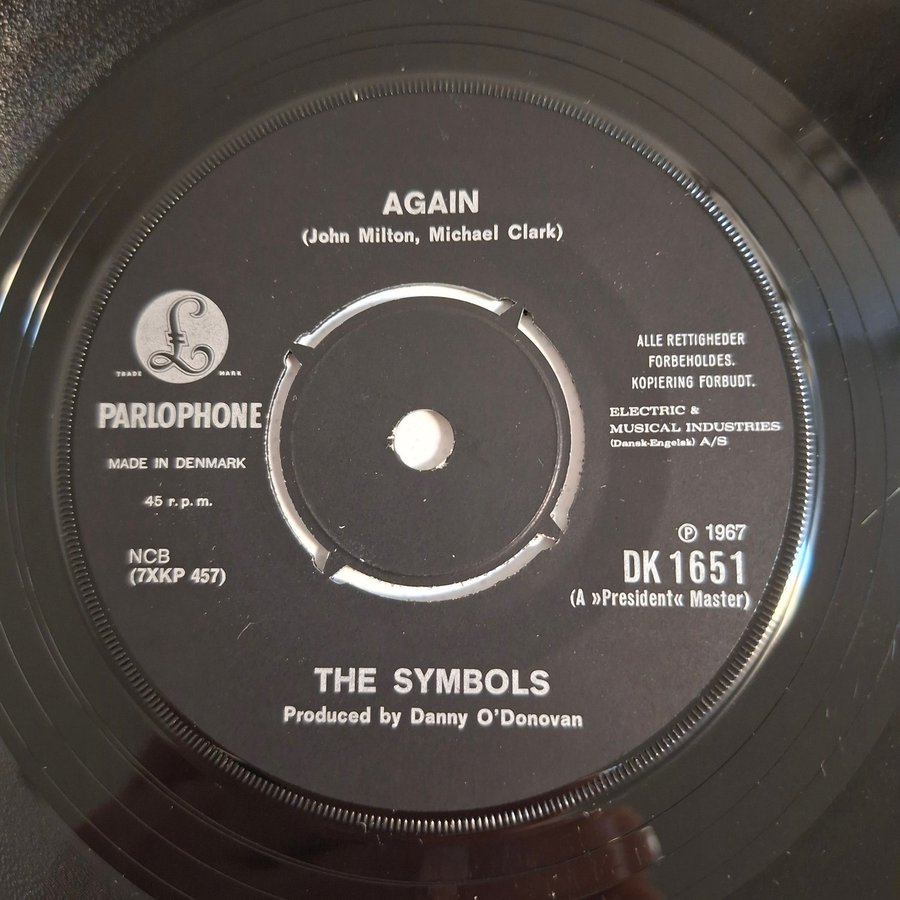 AGAIN
(John Milton, Michael Clark)
£
TRADE MARK
PARLOPHONE
MADE IN DENMARK
45 r.p.m.
NCB
(7XKP 457)
ALLE RETTIGHEDER
FORBEHOLDES.
KOPIERING FORBUDT.
ELECTRIC &
MUSICAL INDUSTRIES
(Dansk-Engelsk) A/S
℗ 1967
DK 1651
(A »President« Master)
THE SYMBOLS
Produced by Danny O'Donovan